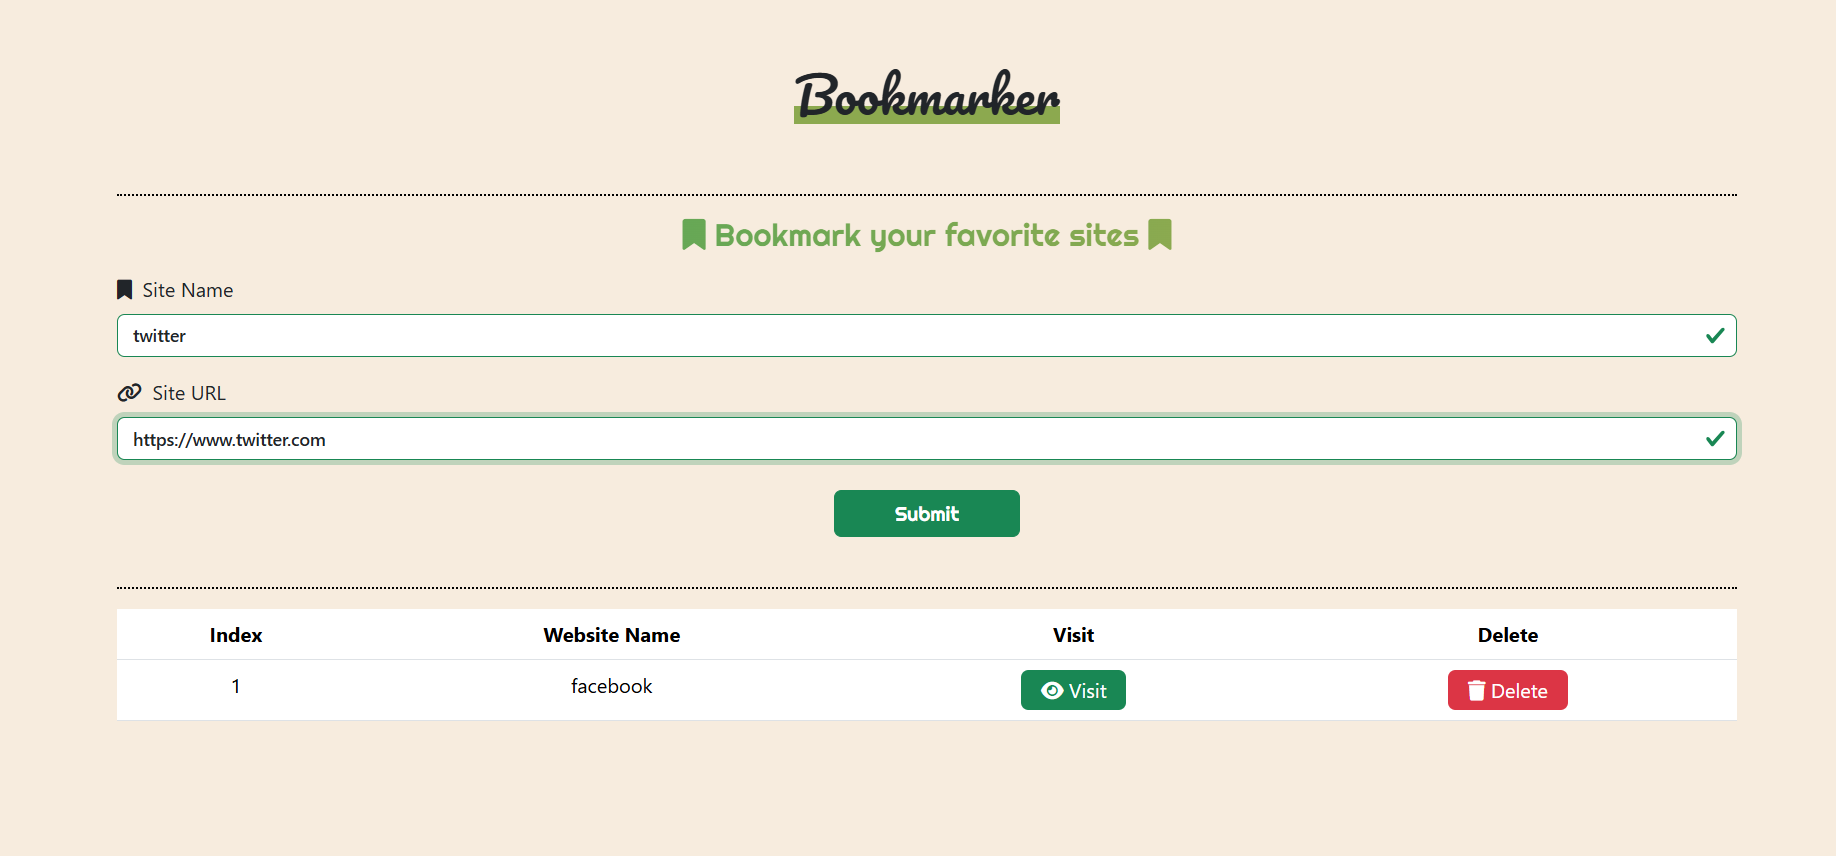 Bookmarker
Bookmark your favorite sites
Site Name
twitter
Site URL
https://www.twitter.com
Submit
Index Website Name Visit Delete
1 facebook Visit Delete